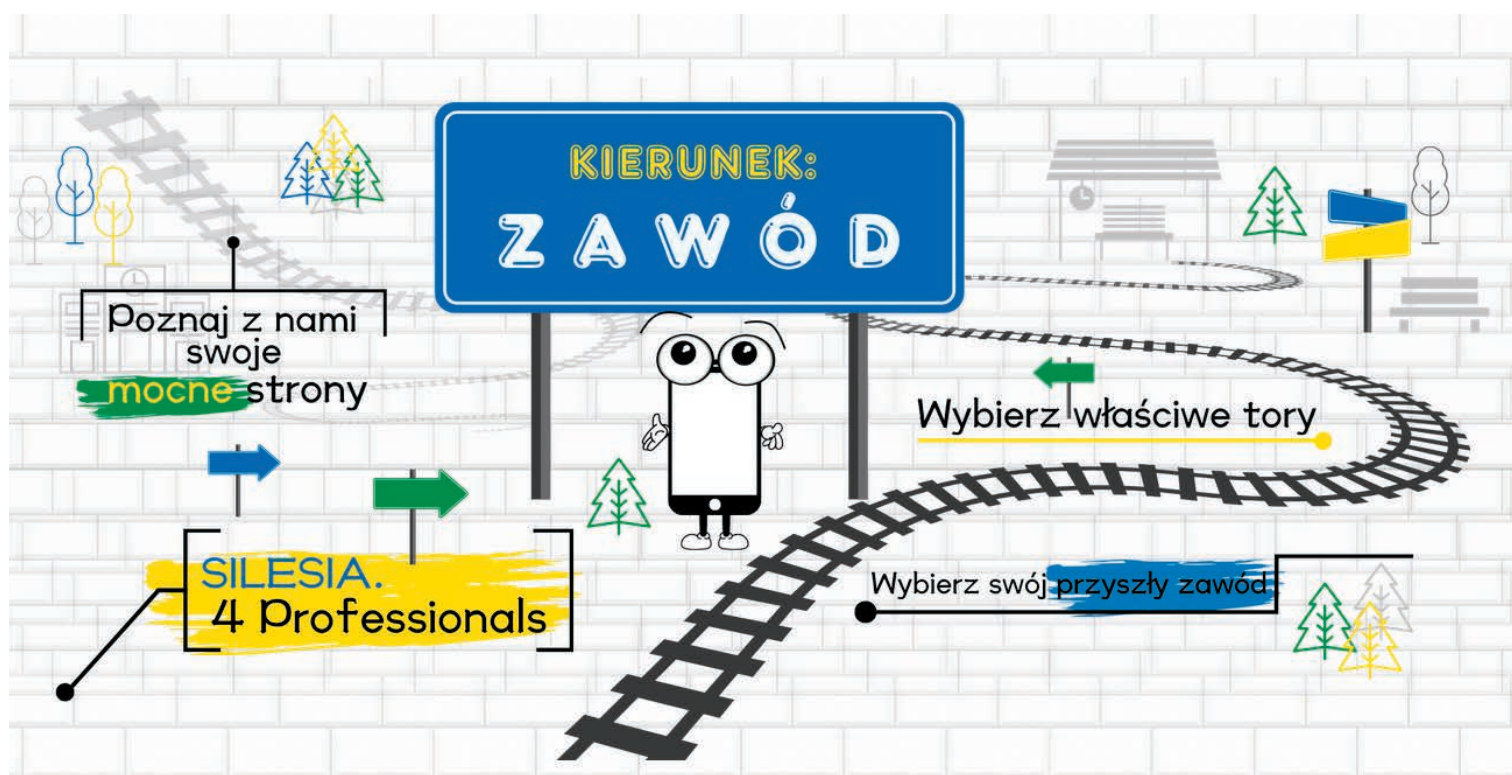 KIERUNEK:
ZAWÓD
Poznaj z nami
swoje
mocne strony
Wybierz właściwe tory
SILESIA.
4 Professionals
Wybierz swój przyszły zawód